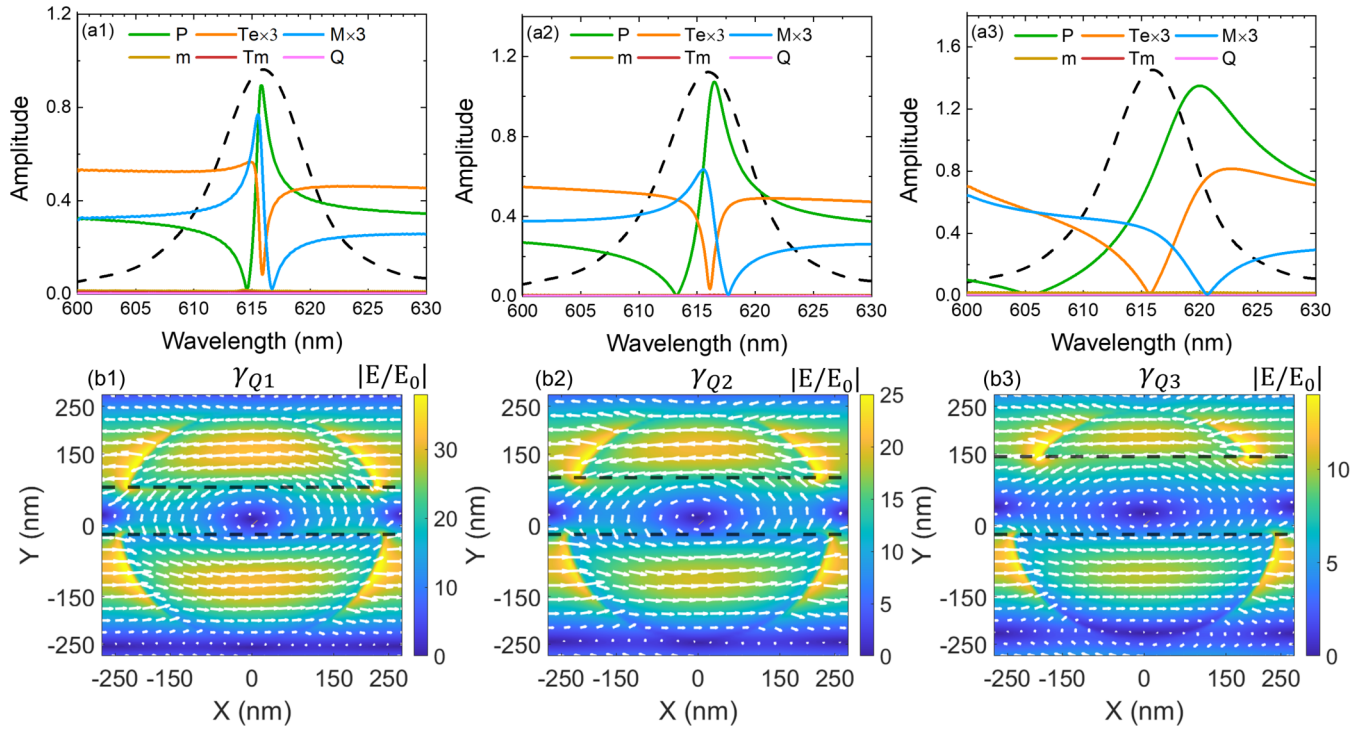 (a1) P Te×3 M×3
m Tm Q
Amplitude
1.2
0.8
0.4
0.0
600 605 610 615 620 625 630
Wavelength (nm)
(a2) P Te×3 M×3
m Tm Q
Amplitude
1.2
0.8
0.4
0.0
600 605 610 615 620 625 630
Wavelength (nm)
(a3) P Te×3 M×3
m Tm Q
Amplitude
1.6
1.2
0.8
0.4
0.0
600 605 610 615 620 625 630
Wavelength (nm)
(b1) γQ1 |E/E0|
Y (nm)
250
150
0
-150
-250
-250 -150 0 150 250
X (nm)
30
20
10
0
(b2) γQ2 |E/E0|
Y (nm)
250
150
0
-150
-250
-250 -150 0 150 250
X (nm)
25
20
15
10
5
0
(b3) γQ3 |E/E0|
Y (nm)
250
150
0
-150
-250
-250 -150 0 150 250
X (nm)
10
5
0